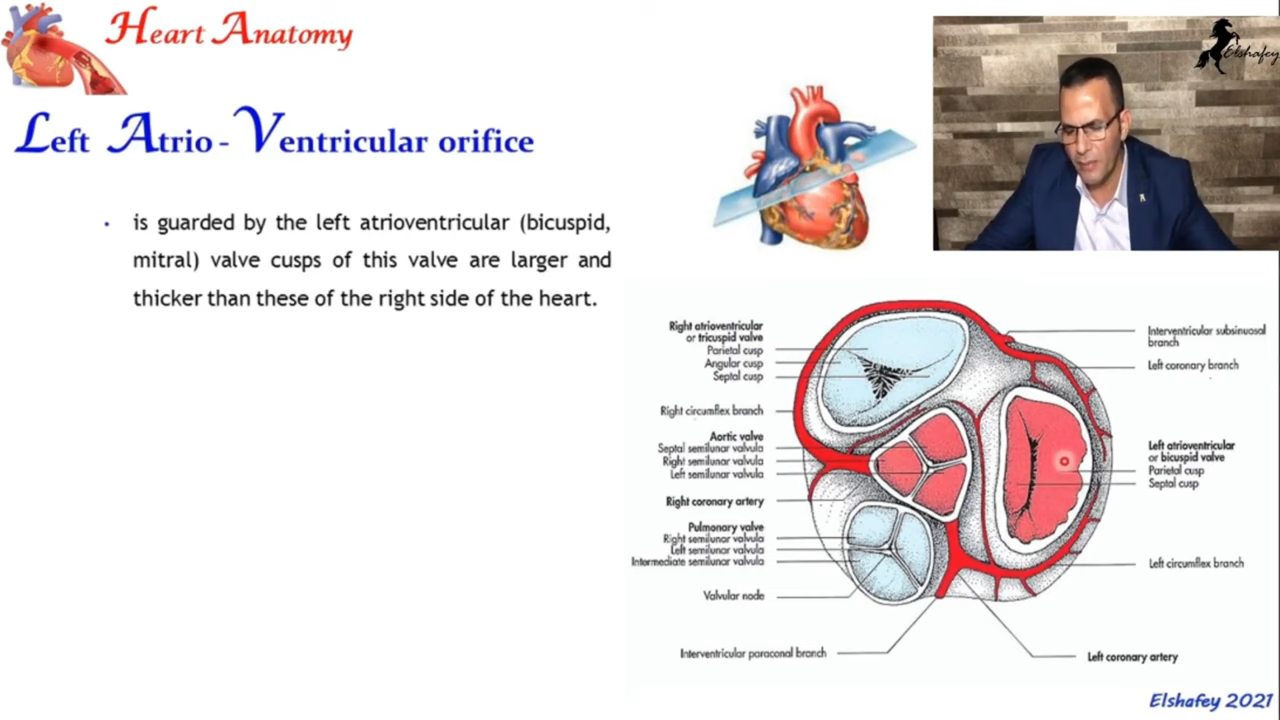 Heart Anatomy
Elshafey
Left Atrio-Ventricular orifice
• is guarded by the left atrioventricular (bicuspid,
mitral) valve cusps of this valve are larger and
thicker than these of the right side of the heart.
Right atrioventricular
or tricuspid valve
Parietal cusp
Angular cusp
Septal cusp
Right circumflex branch
Aortic valve
Septal semilunar valvula
Right semilunar valvula
Left semilunar valvula
Right coronary artery
Pulmonary valve
Right semilunar valvula
Left semilunar valvula
Intermediate semilunar valvula
Valvular node
Interventricular paraconal branch
Interventricular subsinuosal
branch
Left coronary branch
Left atrioventricular
or bicuspid valve
Parietal cusp
Septal cusp
Left circumflex branch
Left coronary artery
Elshafey 2021